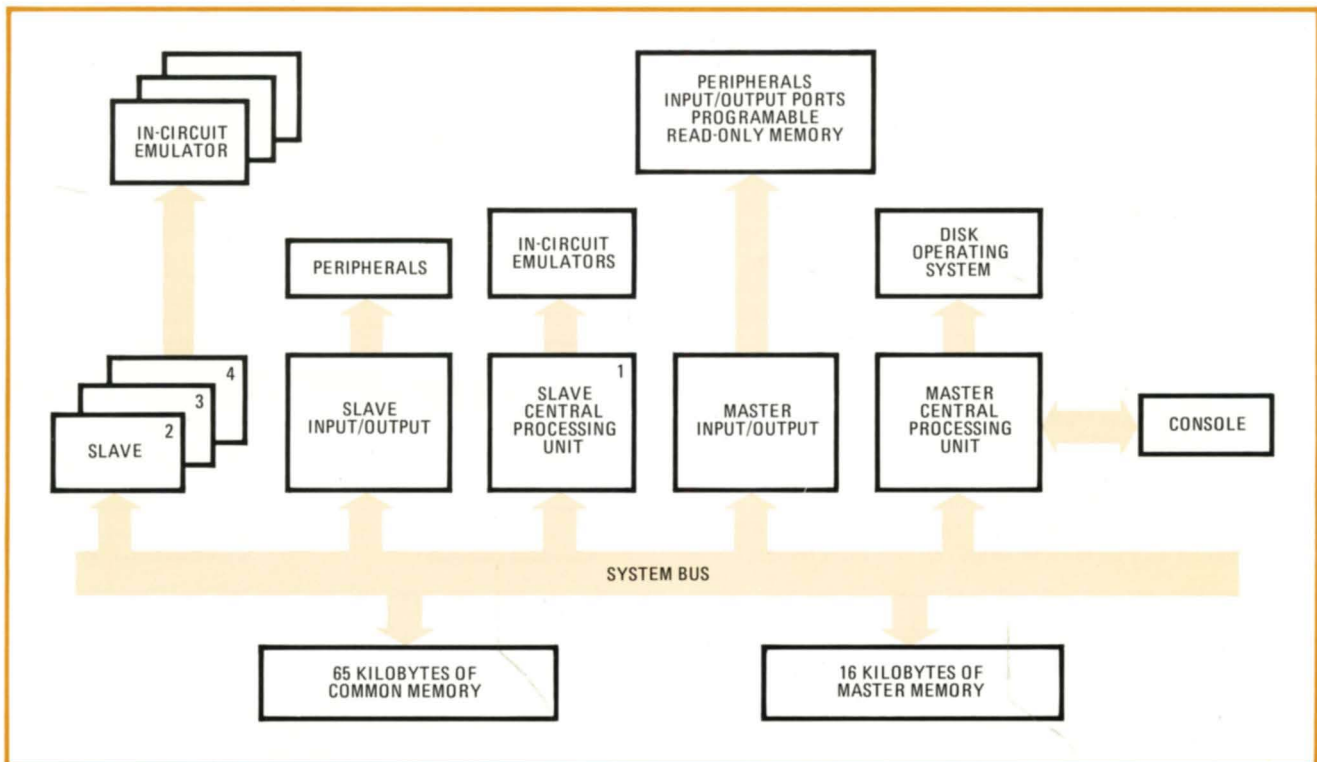 IN-CIRCUIT
EMULATOR
PERIPHERALS
INPUT/OUTPUT PORTS
PROGRAMABLE
READ-ONLY MEMORY
PERIPHERALS
IN-CIRCUIT
EMULATORS
DISK
OPERATING
SYSTEM
4
3
2
SLAVE
SLAVE
INPUT/OUTPUT
1
SLAVE
CENTRAL
PROCESSING
UNIT
MASTER
INPUT/OUTPUT
MASTER
CENTRAL
PROCESSING
UNIT
CONSOLE
SYSTEM BUS
65 KILOBYTES OF
COMMON MEMORY
16 KILOBYTES OF
MASTER MEMORY